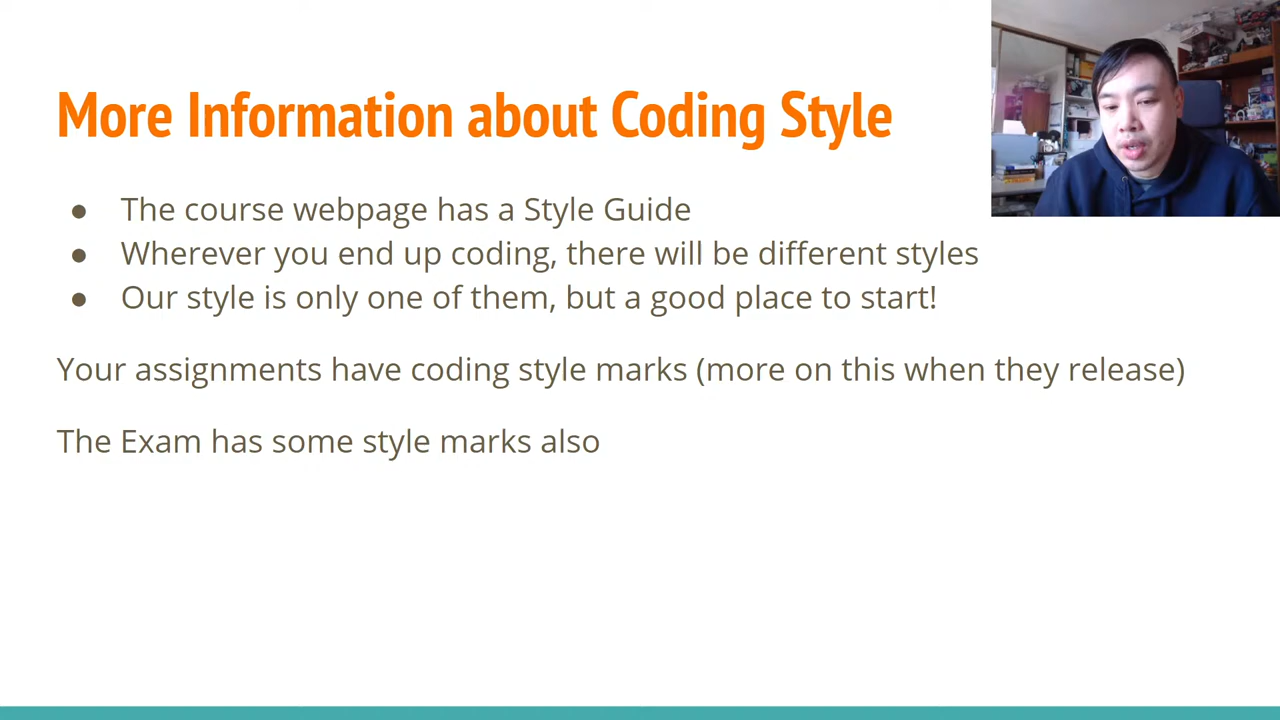 More Information about Coding Style
● The course webpage has a Style Guide
● Wherever you end up coding, there will be different styles
● Our style is only one of them, but a good place to start!
Your assignments have coding style marks (more on this when they release)
The Exam has some style marks also